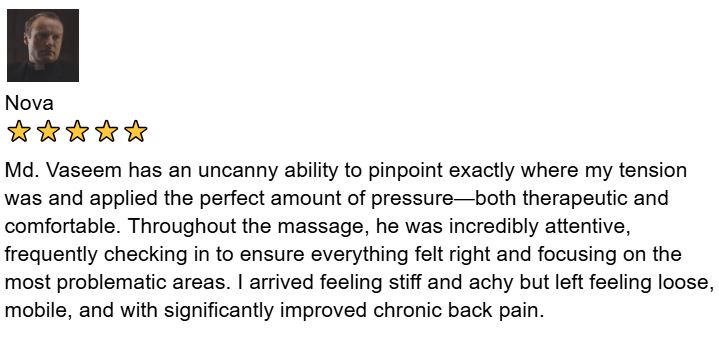 Nova
Md. Vaseem has an uncanny ability to pinpoint exactly where my tension
was and applied the perfect amount of pressure—both therapeutic and
comfortable. Throughout the massage, he was incredibly attentive,
frequently checking in to ensure everything felt right and focusing on the
most problematic areas. I arrived feeling stiff and achy but left feeling loose,
mobile, and with significantly improved chronic back pain.